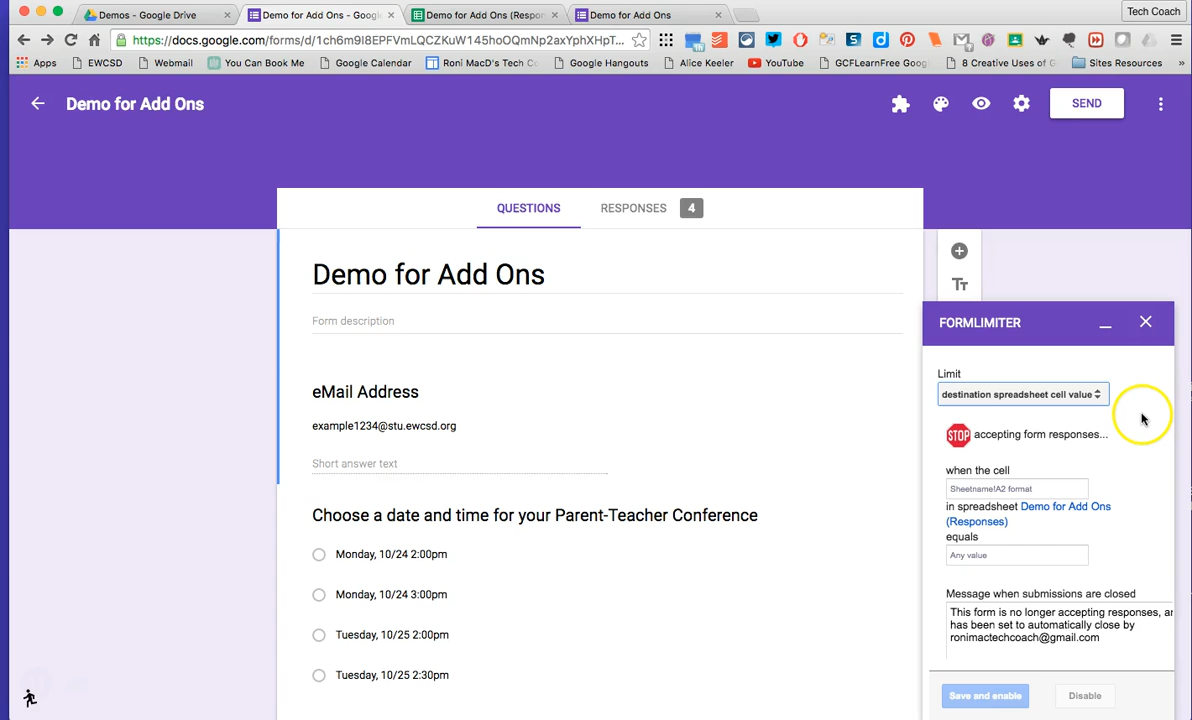 Demos - Google Drive
Demo for Add Ons - Googl
Demo for Add Ons (Respon
Demo for Add Ons
Tech Coach
https://docs.google.com/forms/d/1ch6m9I8EPFVmLQCZKuW145hoOQmNp2axYphXHpT...
Apps
EWCSD
Webmail
You Can Book Me
Google Calendar
Roni MacD's Tech Co
Google Hangouts
Alice Keeler
YouTube
GCFLearnFree Goog
8 Creative Uses of G
Sites Resources
»
Demo for Add Ons
SEND
QUESTIONS
RESPONSES
4
Demo for Add Ons
Form description
Tт
eMail Address
example1234@stu.ewcsd.org
Short answer text
Choose a date and time for your Parent-Teacher Conference
Monday, 10/24 2:00pm
Monday, 10/24 3:00pm
Tuesday, 10/25 2:00pm
Tuesday, 10/25 2:30pm
FORMLIMITER
Limit
destination spreadsheet cell value
STOP accepting form responses...
when the cell
Sheetname!A2 format
in spreadsheet Demo for Add Ons
(Responses)
equals
Any value
Message when submissions are closed
This form is no longer accepting responses, an
has been set to automatically close by
ronimactechcoach@gmail.com
Save and enable
Disable